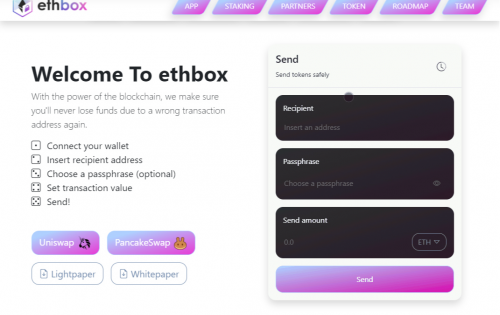 ethbox
APP
STAKING
PARTNERS
TOKEN
ROADMAP
TEAM
Welcome To ethbox
With the power of the blockchain, we make sure
you'll never lose funds due to a wrong transaction
address again.
Connect your wallet
Insert recipient address
Choose a passphrase (optional)
Set transaction value
Send!
Uniswap
PancakeSwap
Lightpaper
Whitepaper
Send
Send tokens safely
Recipient
Insert an address
Passphrase
Choose a passphrase
Send amount
0.0
ETH
Send